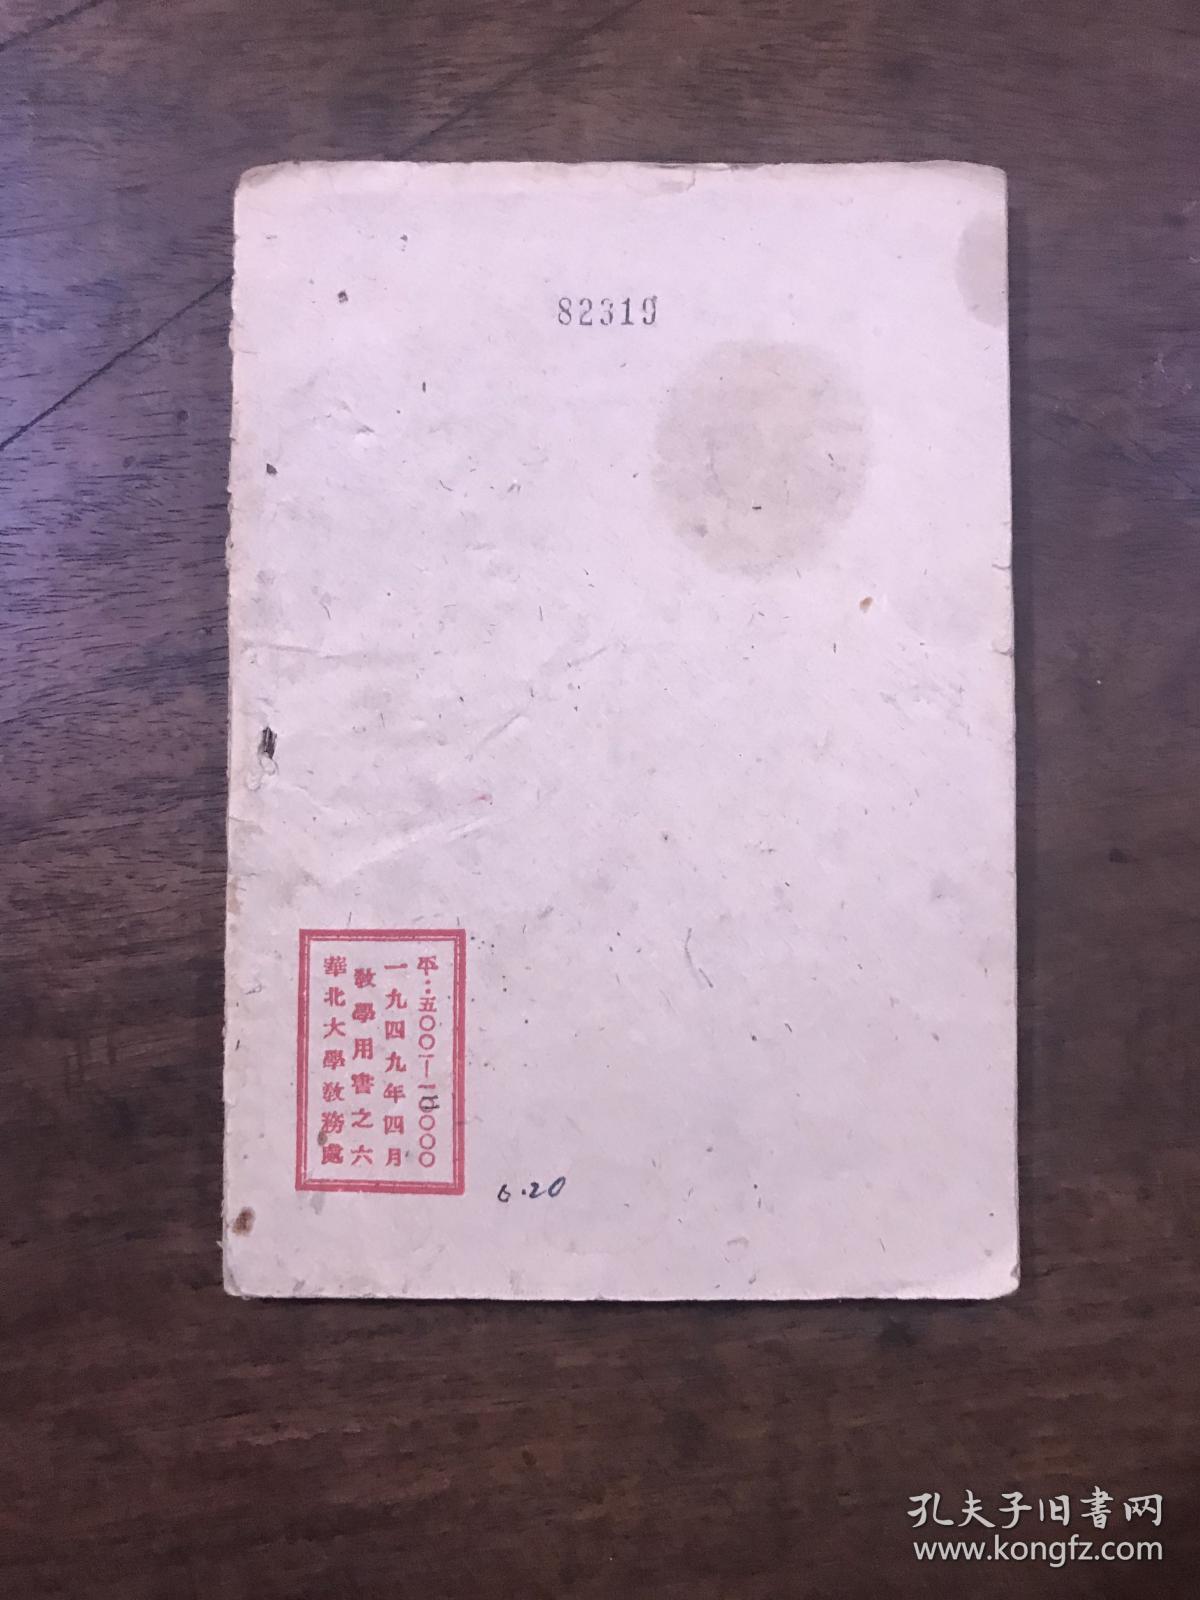 82319
平：五〇〇一—一〇〇〇〇
一九四九年四月
教學用書之六
華北大學教務處
6.20
孔夫子旧书网
www.kongfz.com